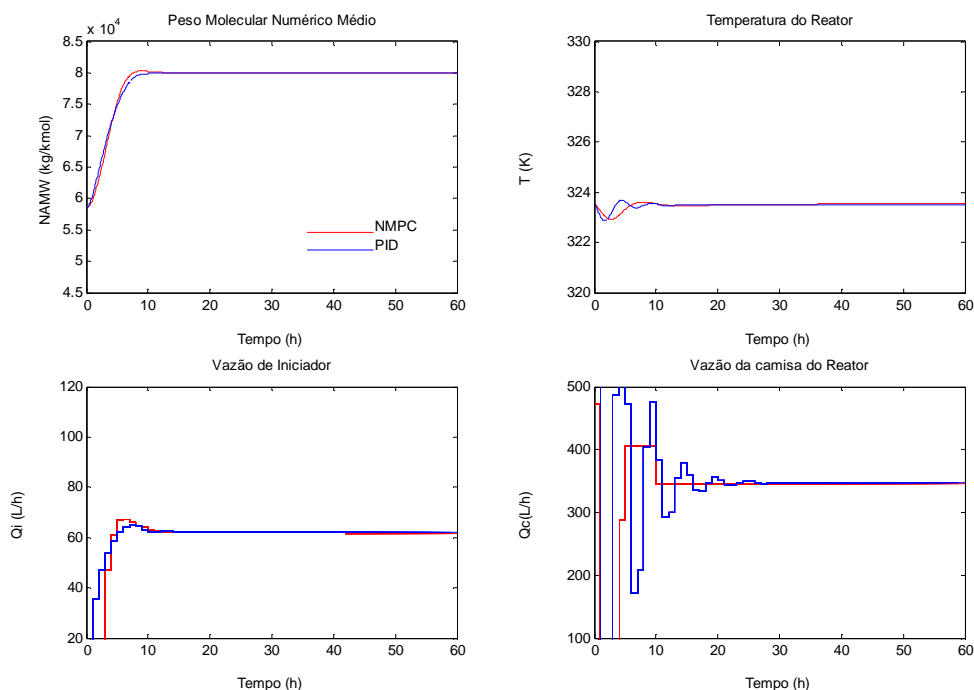 Peso Molecular Numérico Médio
8.5 x 10^4
8
7.5
7
6.5
6
5.5
5
4.5
NAMW (kg/kmol)
NMPC
PID
0 10 20 30 40 50 60
Tempo (h)
Temperatura do Reator
330
328
326
324
322
320
T (K)
0 10 20 30 40 50 60
Tempo (h)
Vazão de Iniciador
120
100
80
60
40
20
Qi (L/h)
0 10 20 30 40 50 60
Tempo (h)
Vazão da camisa do Reator
500
400
300
200
100
Qc(L/h)
0 10 20 30 40 50 60
Tempo (h)